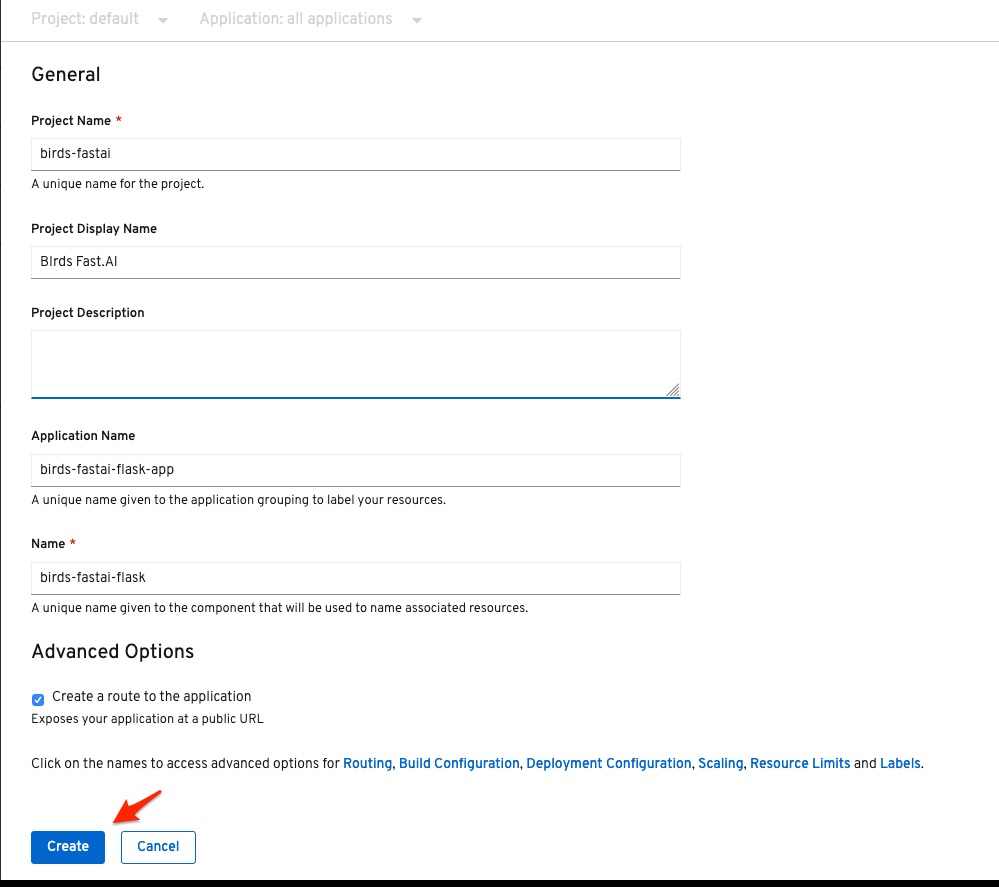 Project: default Application: all applications
General
Project Name *
birds-fastai
A unique name for the project.
Project Display Name
BIrds Fast.AI
Project Description
Application Name
birds-fastai-flask-app
A unique name given to the application grouping to label your resources.
Name *
birds-fastai-flask
A unique name given to the component that will be used to name associated resources.
Advanced Options
Create a route to the application
Exposes your application at a public URL
Click on the names to access advanced options for Routing, Build Configuration, Deployment Configuration, Scaling, Resource Limits and Labels.
Create Cancel